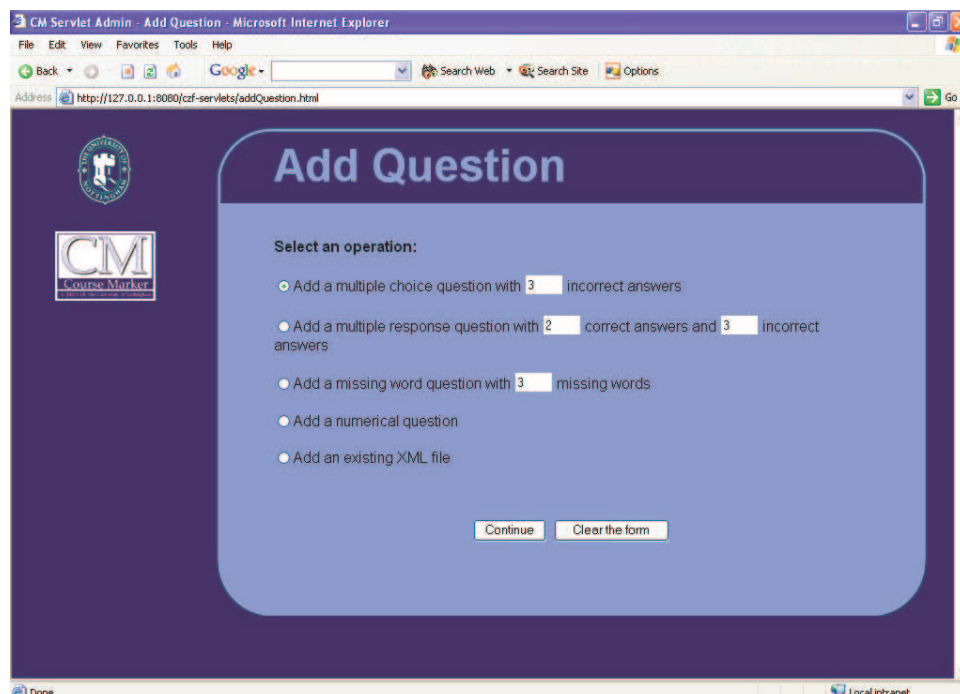 CM Servlet Admin - Add Question - Microsoft Internet Explorer
File Edit View Favorites Tools Help
Back Google Search Web Search Site Options
Address http://127.0.0.1:8080/czf-servlets/addQuestion.html Go
THE UNIVERSITY OF NOTTINGHAM
Add Question
CM
Course Marker
Select an operation:
Add a multiple choice question with 3 incorrect answers
Add a multiple response question with 2 correct answers and 3 incorrect
answers
Add a missing word question with 3 missing words
Add a numerical question
Add an existing XML file
Continue Clear the form
Done Local intranet